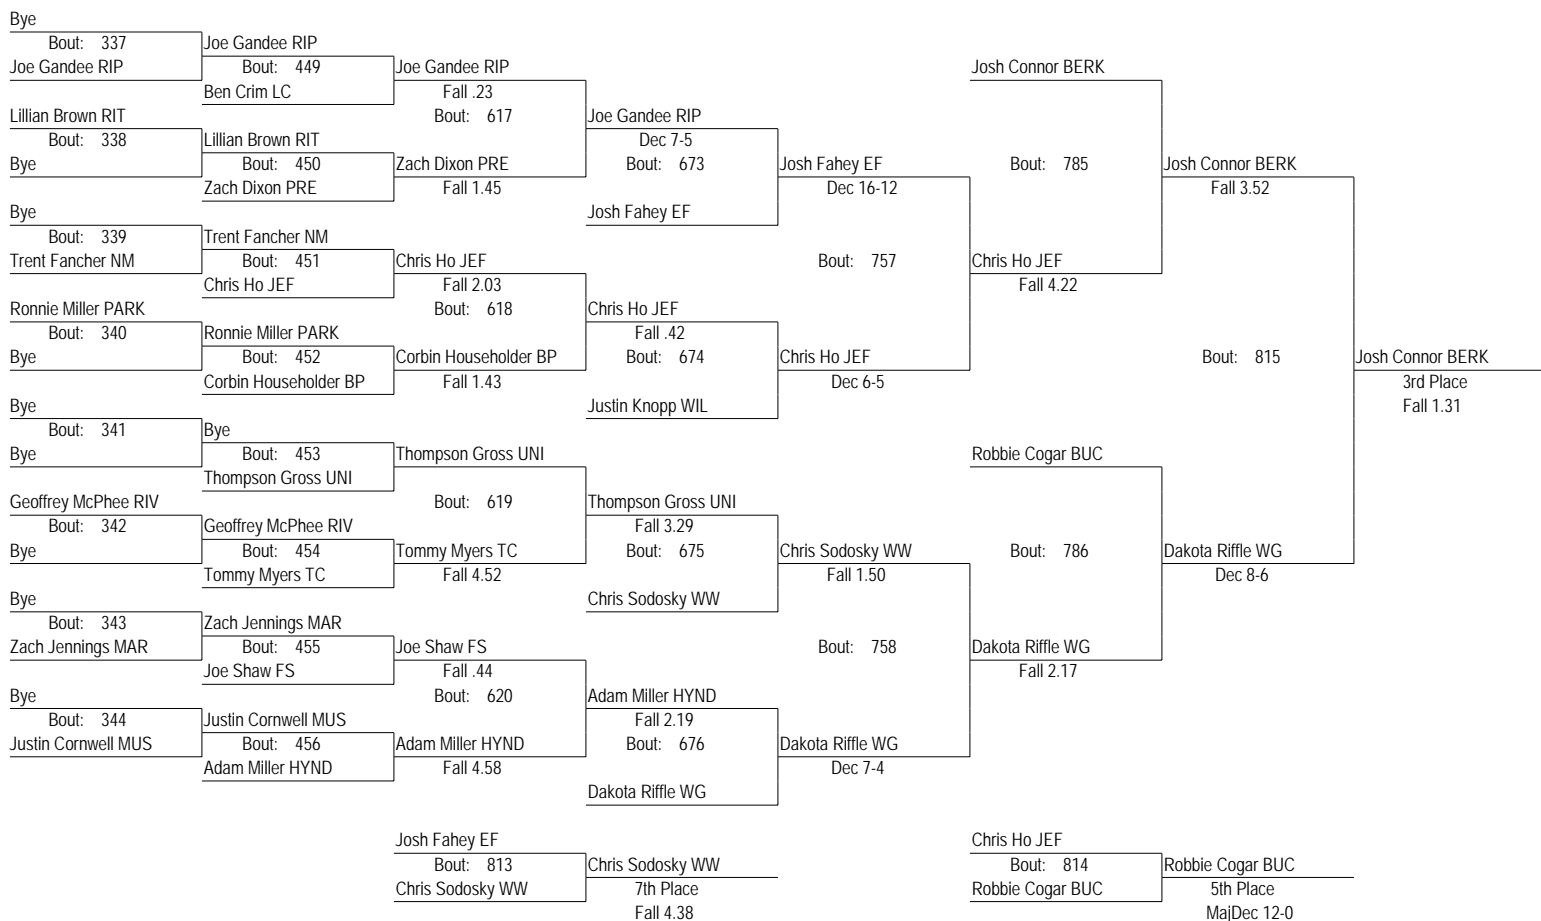 Bye
Bout: 337
Joe Gandee RIP
Joe Gandee RIP
Bout: 449
Ben Crim LC
Joe Gandee RIP
Fall .23
Bout: 617
Lillian Brown RIT
Bout: 338
Bye
Lillian Brown RIT
Bout: 450
Zach Dixon PRE
Zach Dixon PRE
Fall 1.45
Joe Gandee RIP
Dec 7-5
Bout: 673
Josh Fahey EF
Josh Fahey EF
Dec 16-12
Bout: 757
Bye
Bout: 339
Trent Fancher NM
Trent Fancher NM
Bout: 451
Chris Ho JEF
Chris Ho JEF
Fall 2.03
Bout: 618
Ronnie Miller PARK
Bout: 340
Bye
Ronnie Miller PARK
Bout: 452
Corbin Householder BP
Corbin Householder BP
Fall 1.43
Chris Ho JEF
Fall .42
Bout: 674
Justin Knopp WIL
Chris Ho JEF
Dec 6-5
Josh Connor BERK
Bout: 785
Chris Ho JEF
Fall 4.22
Josh Connor BERK
Fall 3.52
Bout: 815
Josh Connor BERK
3rd Place
Fall 1.31
Bye
Bout: 341
Bye
Bye
Bout: 453
Thompson Gross UNI
Thompson Gross UNI
Bout: 619
Geoffrey McPhee RIV
Bout: 342
Bye
Geoffrey McPhee RIV
Bout: 454
Tommy Myers TC
Tommy Myers TC
Fall 4.52
Thompson Gross UNI
Fall 3.29
Bout: 675
Chris Sodosky WW
Chris Sodosky WW
Fall 1.50
Bout: 758
Bye
Bout: 343
Zach Jennings MAR
Zach Jennings MAR
Bout: 455
Joe Shaw FS
Joe Shaw FS
Fall .44
Bout: 620
Bye
Bout: 344
Justin Cornwell MUS
Justin Cornwell MUS
Bout: 456
Adam Miller HYND
Adam Miller HYND
Fall 4.58
Adam Miller HYND
Fall 2.19
Bout: 676
Dakota Riffle WG
Dakota Riffle WG
Dec 7-4
Robbie Cogar BUC
Bout: 786
Dakota Riffle WG
Fall 2.17
Dakota Riffle WG
Dec 8-6
Josh Fahey EF
Bout: 813
Chris Sodosky WW
Chris Sodosky WW
7th Place
Fall 4.38
Chris Ho JEF
Bout: 814
Robbie Cogar BUC
Robbie Cogar BUC
5th Place
MajDec 12-0